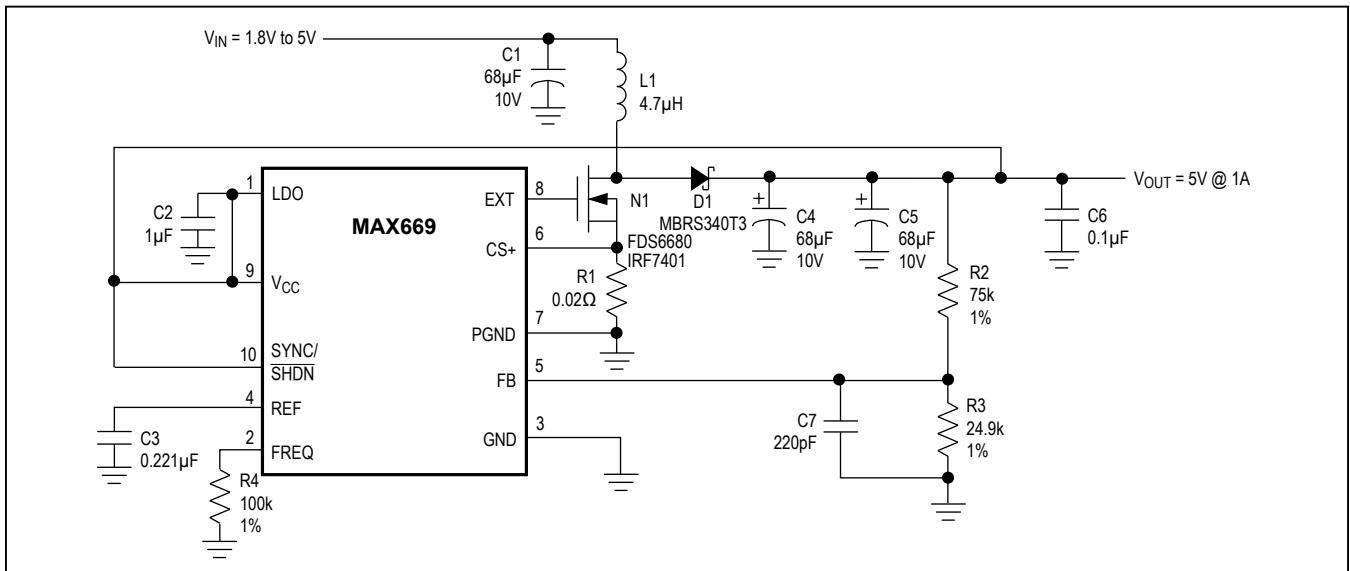 VIN = 1.8V to 5V
C1
68µF
10V
L1
4.7µH
1
LDO
C2
1µF
MAX669
EXT
8
N1
FDS6680
IRF7401
D1
MBRS340T3
C4
68µF
10V
C5
68µF
10V
VOUT = 5V @ 1A
C6
0.1µF
6
CS+
R1
0.02Ω
9
VCC
R2
75k
1%
7
PGND
10
SYNC/
SHDN
5
FB
4
REF
C3
0.221µF
2
FREQ
R4
100k
1%
3
GND
C7
220pF
R3
24.9k
1%